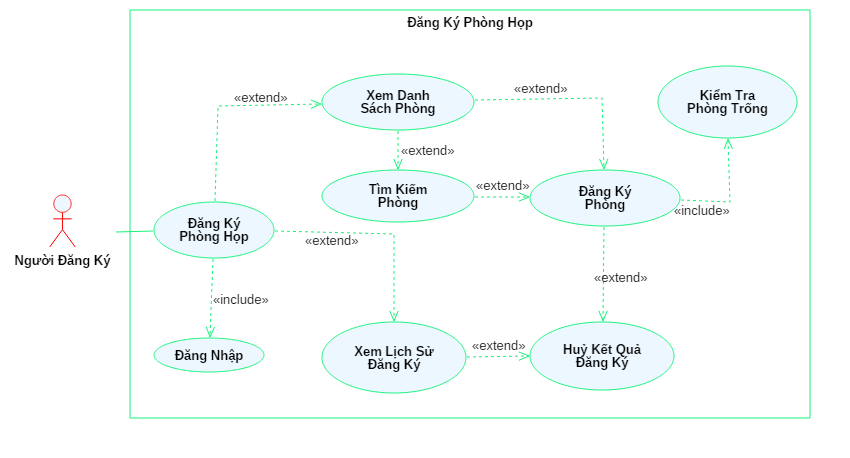 Đăng Ký Phòng Họp
Xem Danh
Sách Phòng
Kiểm Tra
Phòng Trống
«extend»
«extend»
«extend»
Tìm Kiếm
Phòng
«extend»
Đăng Ký
Phòng
«include»
Đăng Ký
Phòng Họp
«extend»
Người Đăng Ký
«extend»
«include»
Đăng Nhập
Xem Lịch Sử
Đăng Ký
«extend»
Huỷ Kết Quả
Đăng Ký